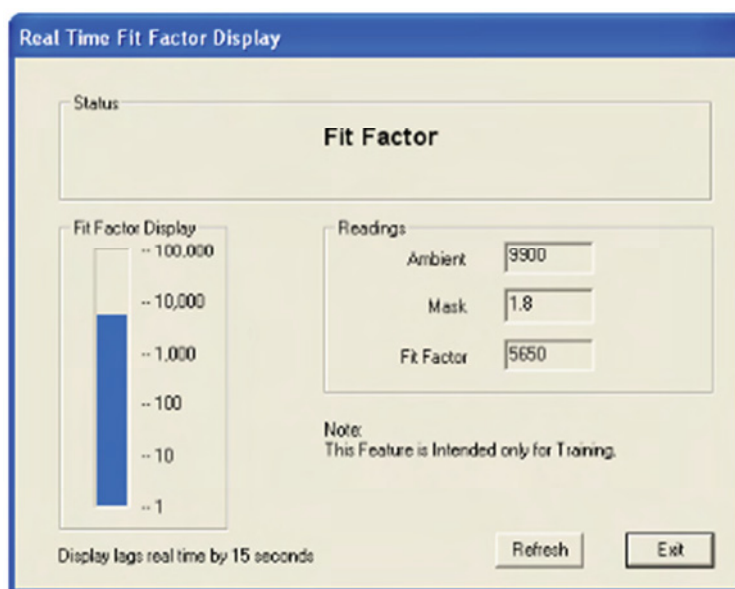 Real Time Fit Factor Display
Status
Fit Factor
Fit Factor Display
-- 100,000
-- 10,000
-- 1,000
-- 100
-- 10
-- 1
Readings
Ambient 9900
Mask 1.8
Fit Factor 5650
Note:
This Feature is Intended only for Training.
Display lags real time by 15 seconds
Refresh Exit